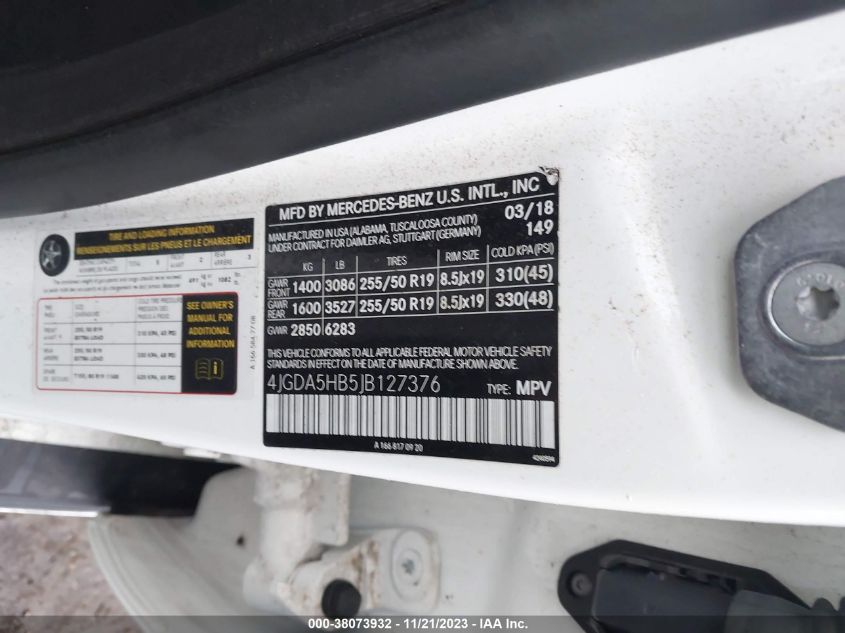 TIRE AND LOADING INFORMATION
RENSEIGNEMENTS SUR LES PNEUS ET LE CHARGEMENT
SEE OWNER'S
MANUAL FOR
ADDITIONAL
INFORMATION
A 166 584 77 08
MFD BY MERCEDES-BENZ U.S. INTL., INC
MANUFACTURED IN USA (ALABAMA, TUSCALOOSA COUNTY) 03/18
UNDER CONTRACT FOR DAIMLER AG, STUTTGART (GERMANY) 149
KG LB TIRES RIM SIZE COLD KPA(PSI)
GAWR FRONT 1400 3086 255/50 R19 8.5Jx19 310(45)
GAWR REAR 1600 3527 255/50 R19 8.5Jx19 330(48)
GVWR 2850 6283
THIS VEHICLE CONFORMS TO ALL APPLICABLE FEDERAL MOTOR VEHICLE SAFETY
STANDARDS IN EFFECT ON THE DATE OF MANUFACTURE SHOWN ABOVE.
4JGDA5HB5JB127376 TYPE: MPV
A 166 817 09 20
000-38073932 - 11/21/2023 - IAA Inc.